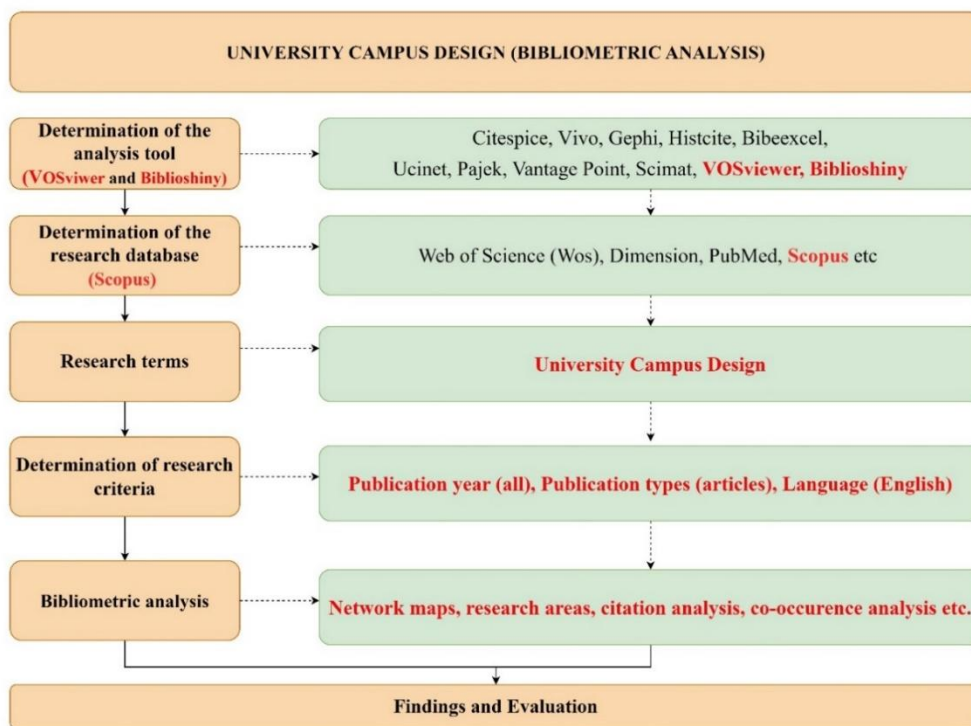 UNIVERSITY CAMPUS DESIGN (BIBLIOMETRIC ANALYSIS)
Determination of the
analysis tool
(VOSviwer and Biblioshiny)
Citespice, Vivo, Gephi, Histcite, Bibeexcel,
Ucinet, Pajek, Vantage Point, Scimat, VOSviewer, Biblioshiny
Determination of the
research database
(Scopus)
Web of Science (Wos), Dimension, PubMed, Scopus etc
Research terms
University Campus Design
Determination of research
criteria
Publication year (all), Publication types (articles), Language (English)
Bibliometric analysis
Network maps, research areas, citation analysis, co-occurence analysis etc.
Findings and Evaluation